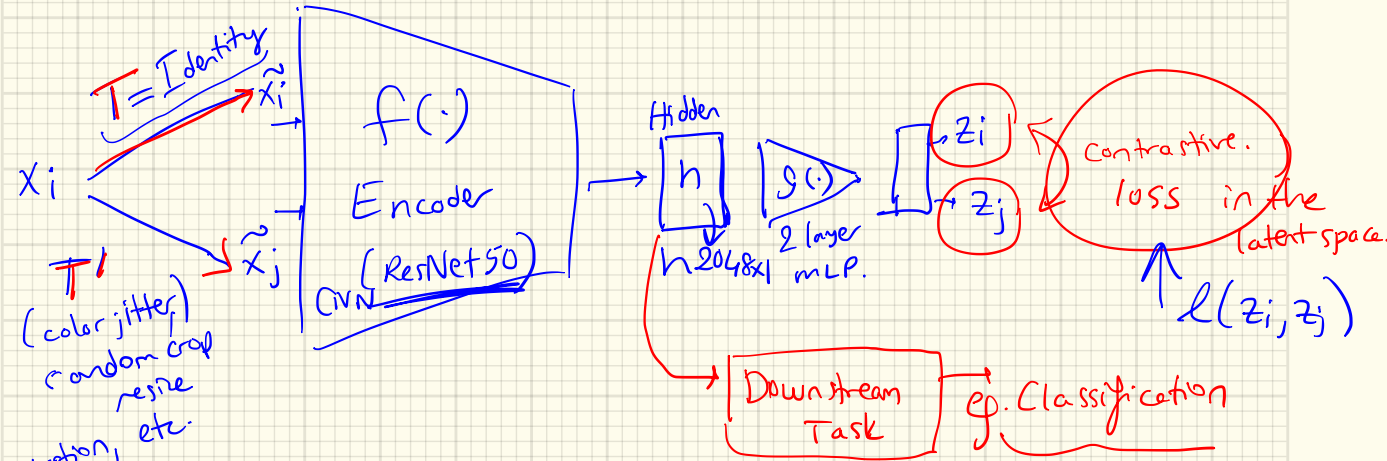 T = Identity
x̃i
xi
x̃j
T'
(color jitter,)
random crop
resize
etc.
f(·)
Encoder
(ResNet50)
CNN
Hidden
h
h 2048x1
g(·)
2 layer
MLP.
zi
zj
contrastive.
loss in the
latent space.
ℓ(zi, zj)
Downstream
Task
eg. Classification